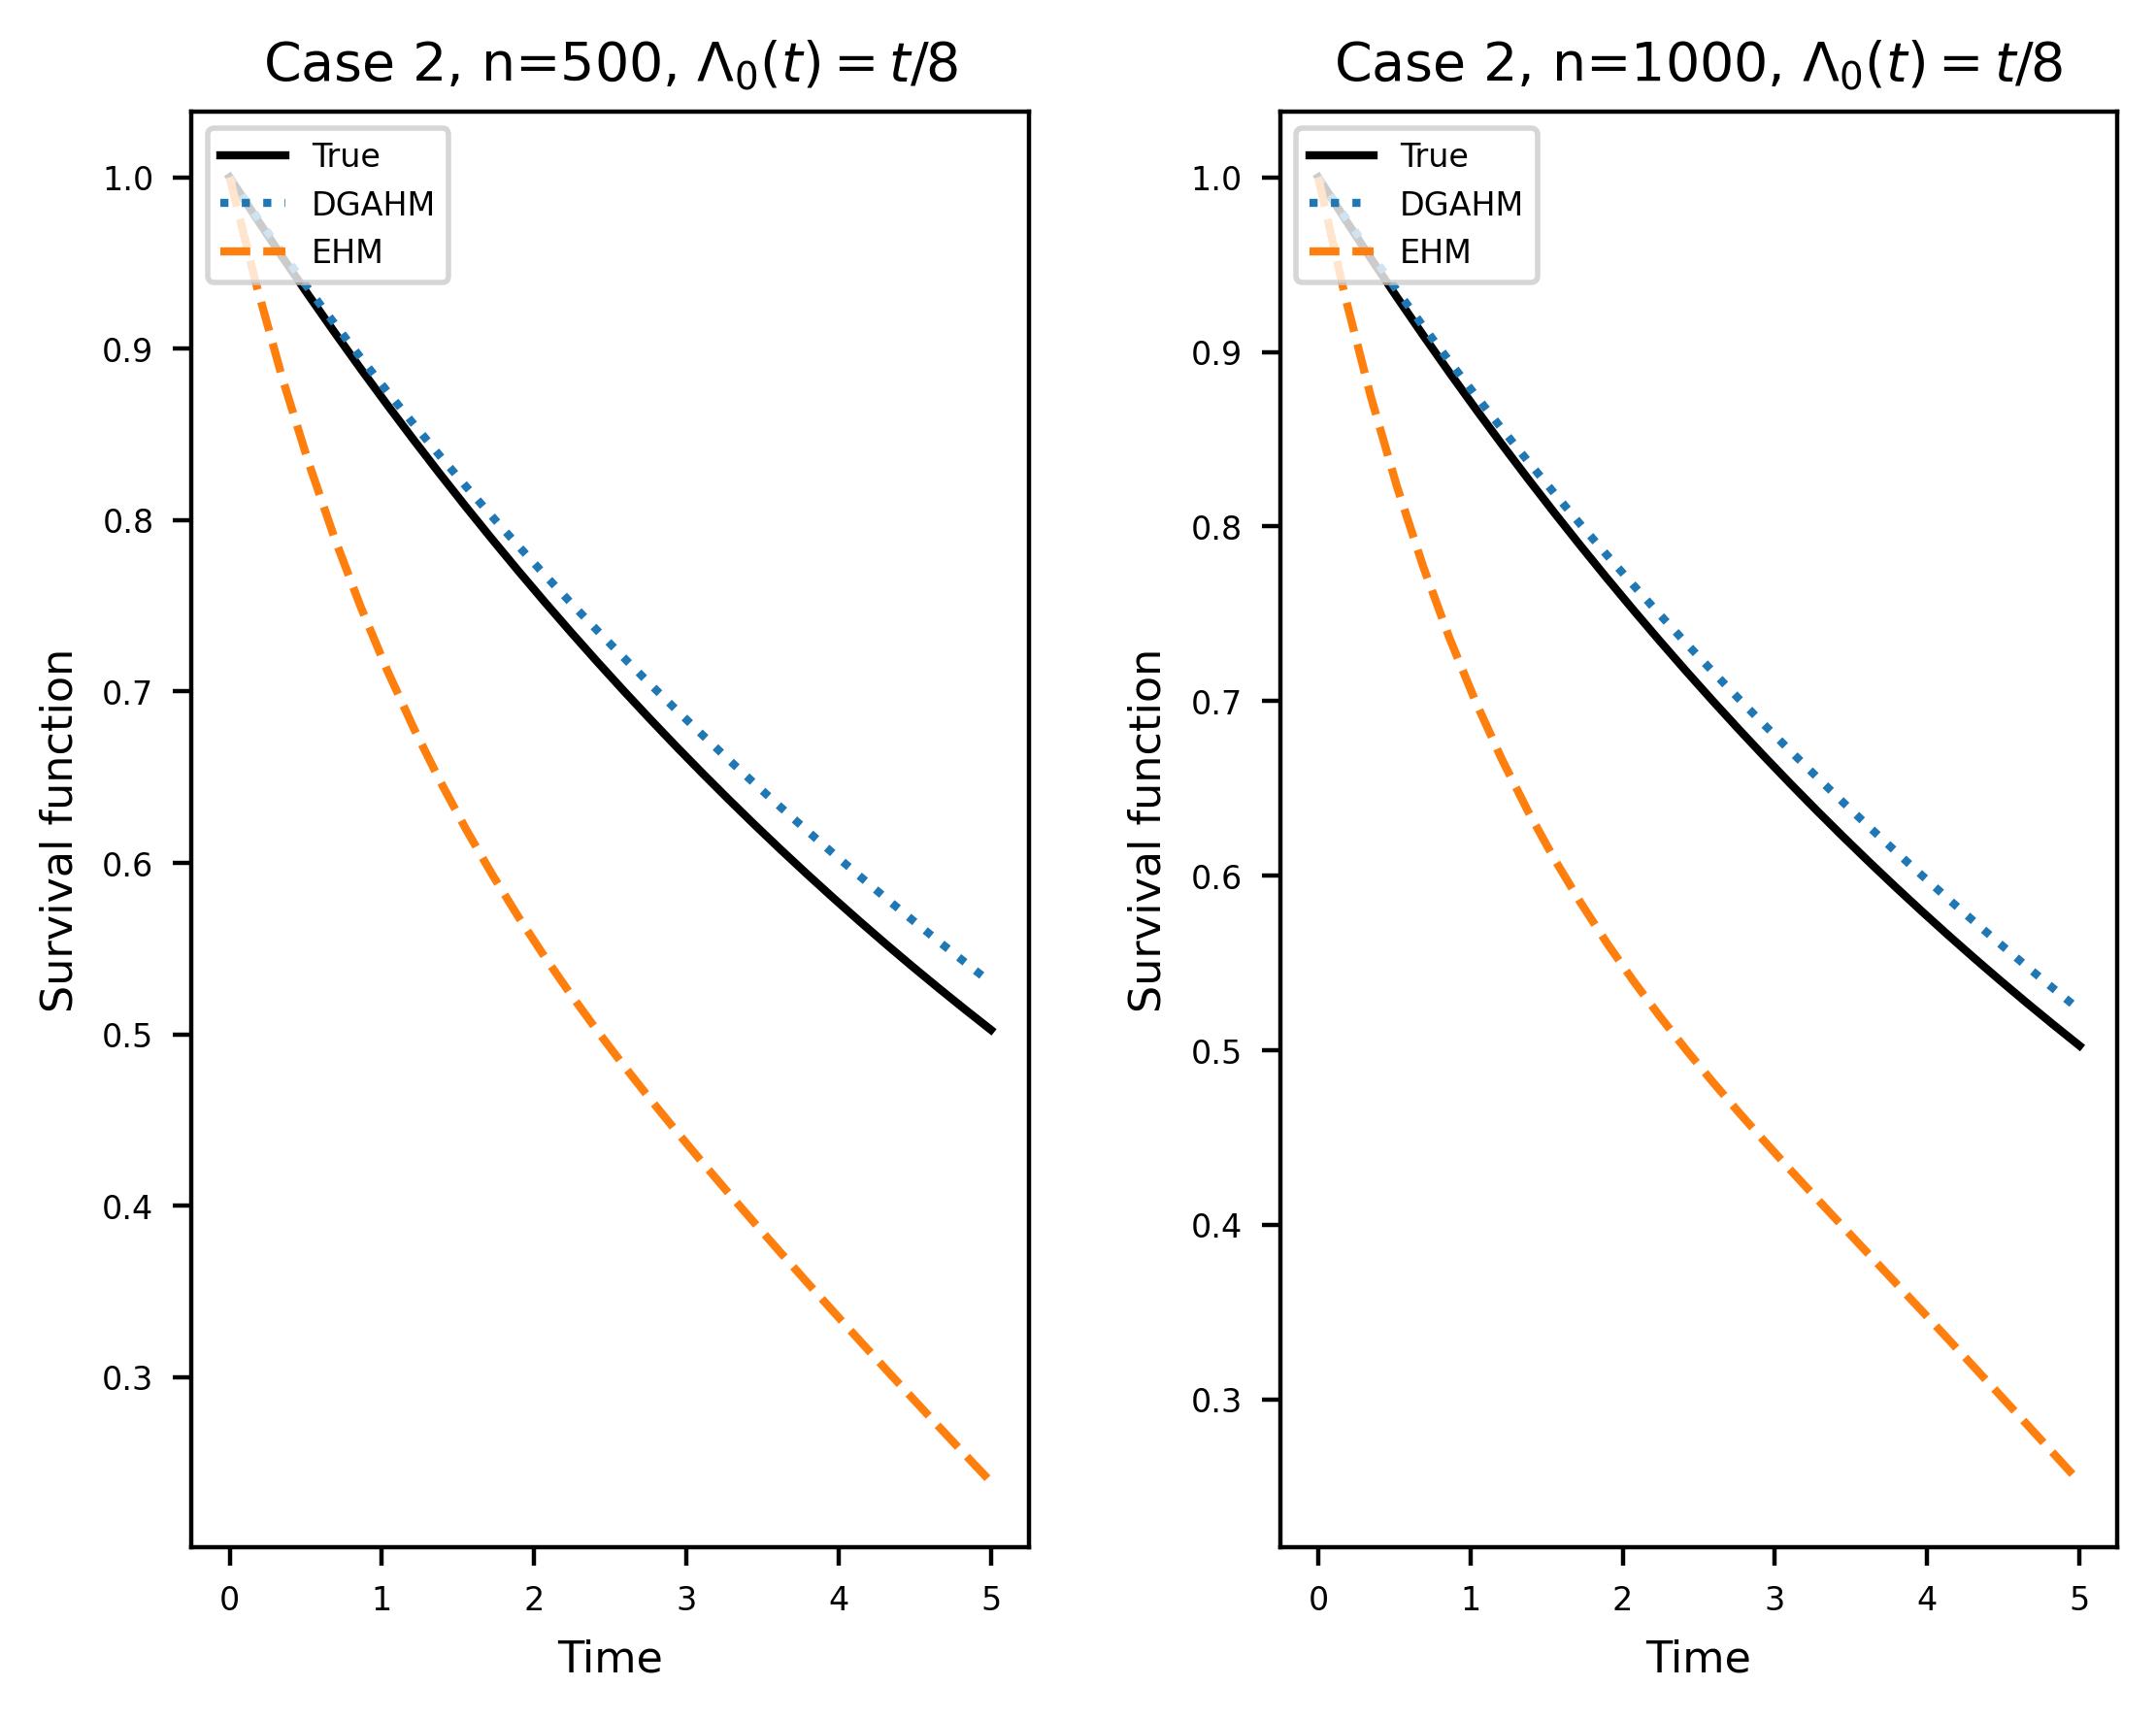 Case 2, n=500, Λ₀(t) = t/8
True
DGAHM
EHM
1.0
0.9
0.8
0.7
0.6
0.5
0.4
0.3
Survival function
0 1 2 3 4 5
Time
Case 2, n=1000, Λ₀(t) = t/8
True
DGAHM
EHM
1.0
0.9
0.8
0.7
0.6
0.5
0.4
0.3
Survival function
0 1 2 3 4 5
Time